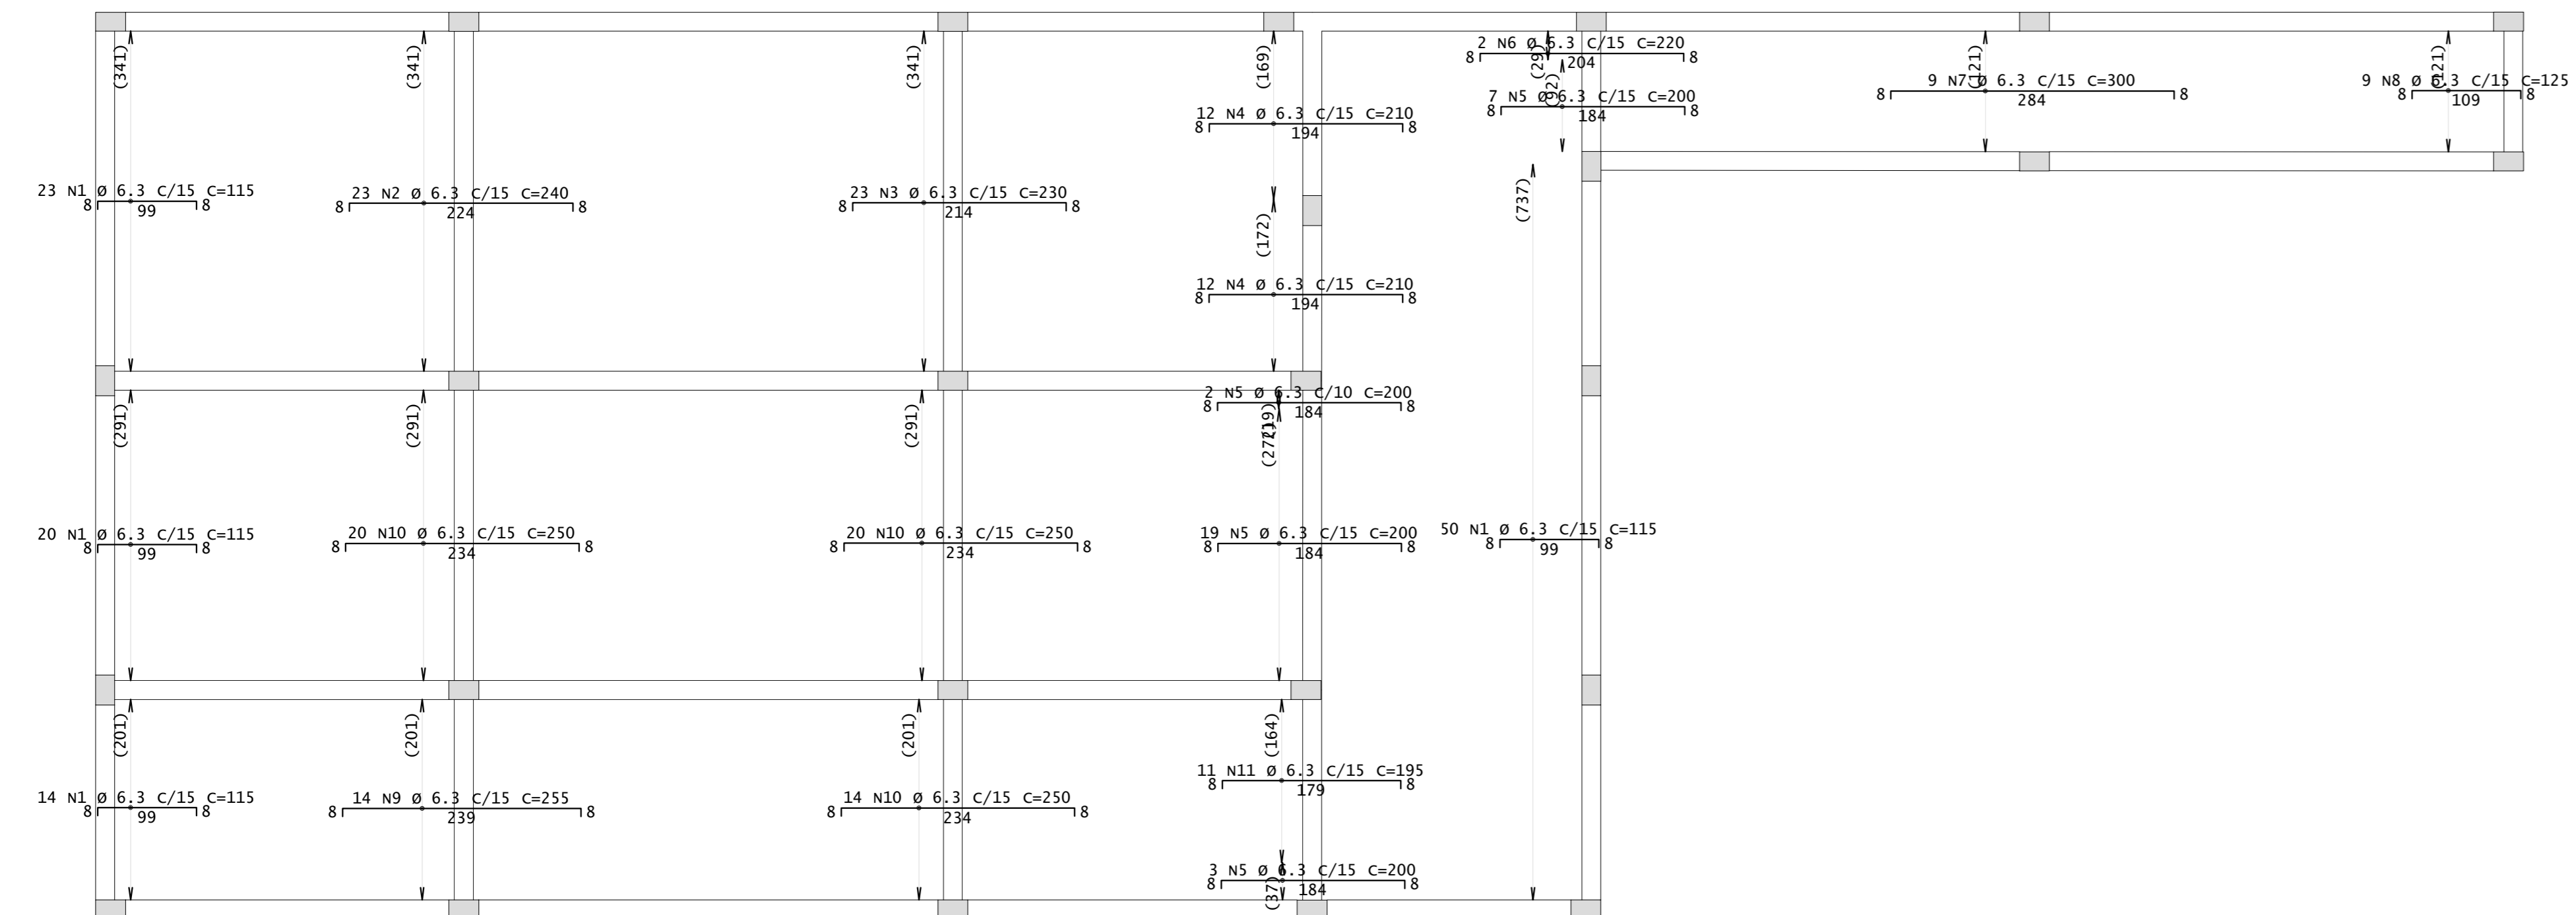 (341)
(341)
(341)
(169)
2 N6 Ø 6.3 C/15 C=220
8 204 8
(29)
(92)
7 N5 Ø 6.3 C/15 C=200
8 184 8
(121)
9 N7 Ø 6.3 C/15 C=300
8 284 8
(121)
9 N8 Ø 6.3 C/15 C=125
8 109 8
12 N4 Ø 6.3 C/15 C=210
8 194 8
23 N1 Ø 6.3 C/15 C=115
8 99 8
23 N2 Ø 6.3 C/15 C=240
8 224 8
23 N3 Ø 6.3 C/15 C=230
8 214 8
(172)
(737)
12 N4 Ø 6.3 C/15 C=210
8 194 8
2 N5 Ø 6.3 C/10 C=200
8 184 8
(291)
(291)
(291)
(19)
(272)
20 N1 Ø 6.3 C/15 C=115
8 99 8
20 N10 Ø 6.3 C/15 C=250
8 234 8
20 N10 Ø 6.3 C/15 C=250
8 234 8
19 N5 Ø 6.3 C/15 C=200
8 184 8
50 N1 Ø 6.3 C/15 C=115
8 99 8
(201)
(201)
(201)
(164)
11 N11 Ø 6.3 C/15 C=195
8 179 8
14 N1 Ø 6.3 C/15 C=115
8 99 8
14 N9 Ø 6.3 C/15 C=255
8 239 8
14 N10 Ø 6.3 C/15 C=250
8 234 8
3 N5 Ø 6.3 C/15 C=200
8 184 8
(37)